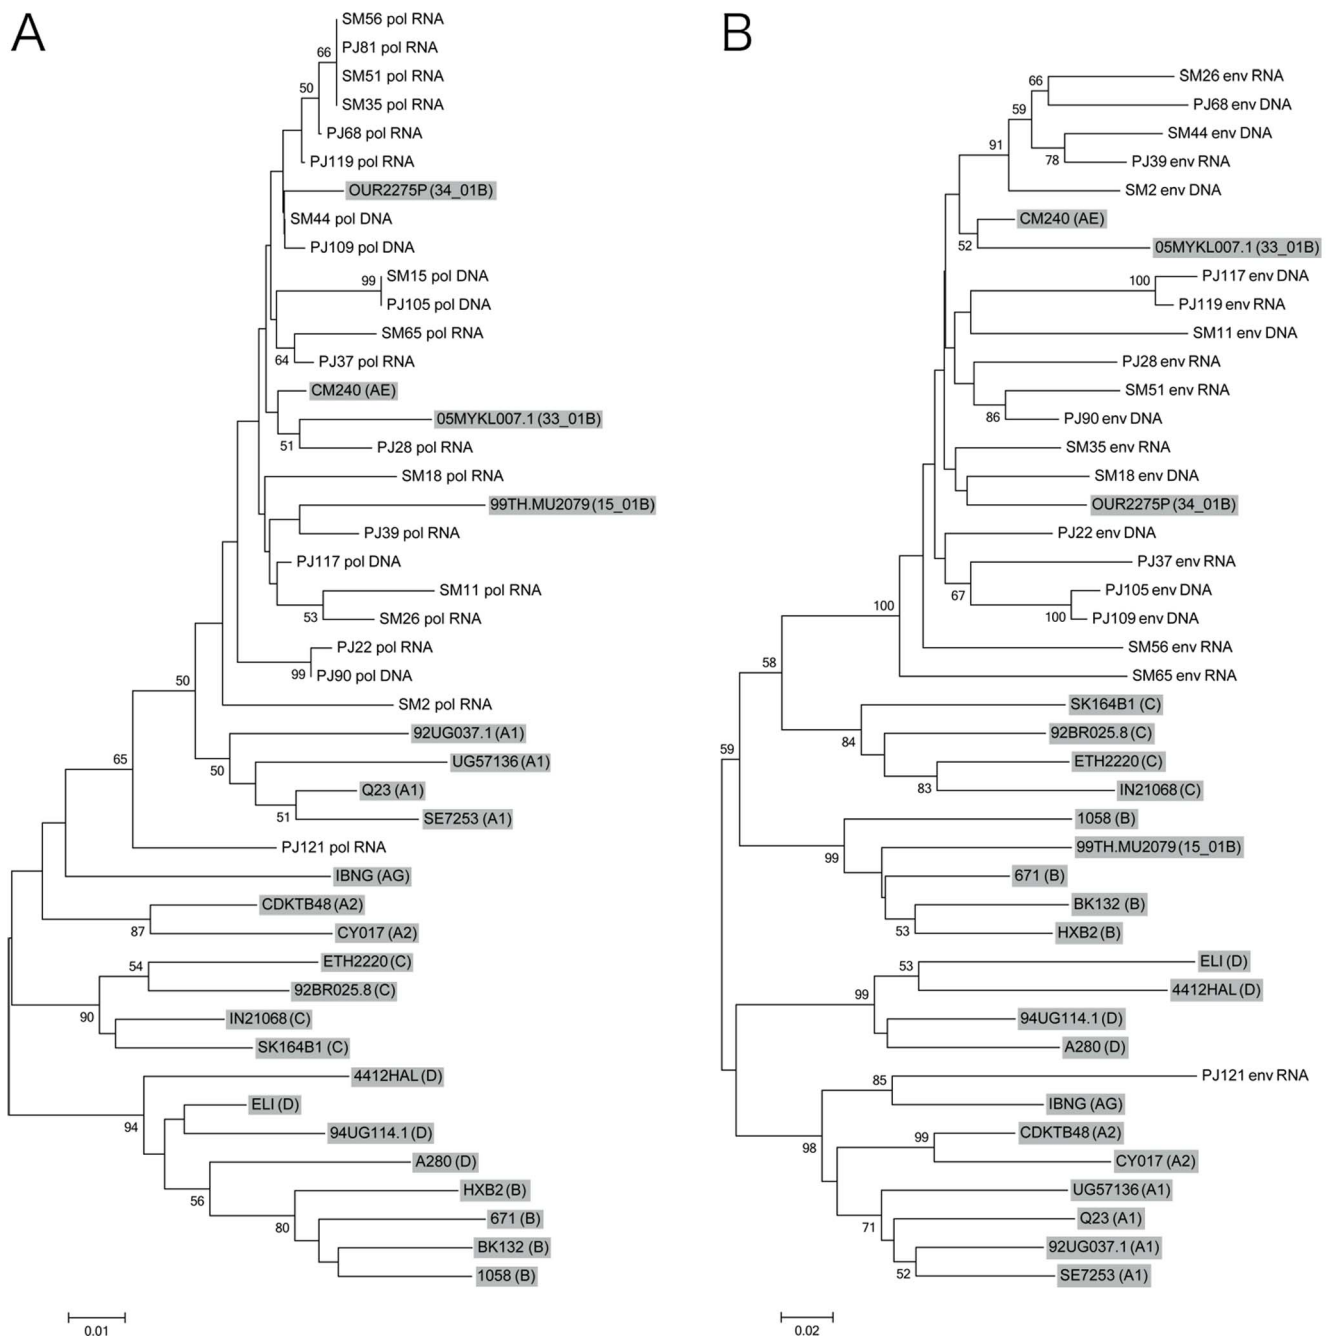 A
SM56 pol RNA
66
PJ81 pol RNA
SM51 pol RNA
50
SM35 pol RNA
PJ68 pol RNA
PJ119 pol RNA
OUR2275P (34_01B)
SM44 pol DNA
PJ109 pol DNA
99
SM15 pol DNA
PJ105 pol DNA
SM65 pol RNA
64
PJ37 pol RNA
CM240 (AE)
05MYKL007.1 (33_01B)
51
PJ28 pol RNA
SM18 pol RNA
99TH.MU2079 (15_01B)
PJ39 pol RNA
PJ117 pol DNA
SM11 pol RNA
53
SM26 pol RNA
PJ22 pol RNA
99
PJ90 pol DNA
50
SM2 pol RNA
92UG037.1 (A1)
65
50
UG57136 (A1)
Q23 (A1)
51
SE7253 (A1)
PJ121 pol RNA
IBNG (AG)
CDKTB48 (A2)
87
CY017 (A2)
54
ETH2220 (C)
92BR025.8 (C)
90
IN21068 (C)
SK164B1 (C)
4412HAL (D)
94
ELI (D)
94UG114.1 (D)
A280 (D)
56
HXB2 (B)
80
671 (B)
BK132 (B)
1058 (B)
0.01
B
66
SM26 env RNA
59
PJ68 env DNA
91
SM44 env DNA
78
PJ39 env RNA
SM2 env DNA
CM240 (AE)
52
05MYKL007.1 (33_01B)
100
PJ117 env DNA
PJ119 env RNA
SM11 env DNA
PJ28 env RNA
SM51 env RNA
86
PJ90 env DNA
SM35 env RNA
SM18 env DNA
OUR2275P (34_01B)
PJ22 env DNA
PJ37 env RNA
67
PJ105 env DNA
100
100
PJ109 env DNA
SM56 env RNA
58
SM65 env RNA
SK164B1 (C)
84
92BR025.8 (C)
59
ETH2220 (C)
83
IN21068 (C)
1058 (B)
99
99TH.MU2079 (15_01B)
671 (B)
BK132 (B)
53
HXB2 (B)
53
ELI (D)
99
4412HAL (D)
94UG114.1 (D)
A280 (D)
85
PJ121 env RNA
IBNG (AG)
98
99
CDKTB48 (A2)
CY017 (A2)
UG57136 (A1)
71
Q23 (A1)
92UG037.1 (A1)
52
SE7253 (A1)
0.02